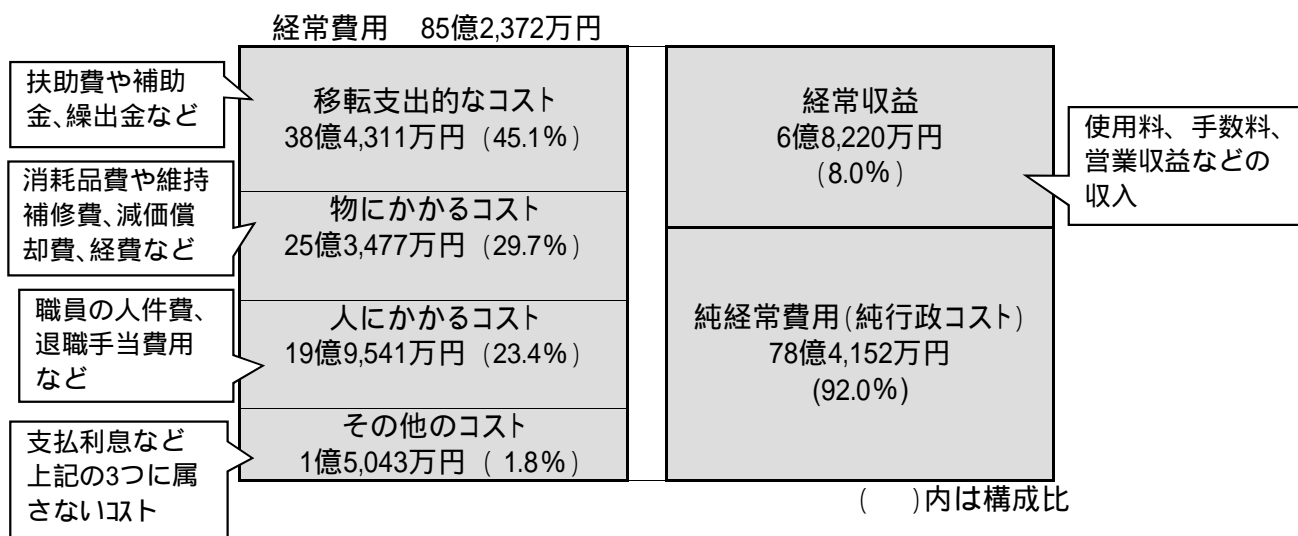 経常費用 85億2,372万円
扶助費や補助
金、繰出金など
移転支出的なコスト
38億4,311万円（45.1％）
消耗品費や維持
補修費、減価償
却費、経費など
物にかかるコスト
25億3,477万円（29.7％）
職員の人件費、
退職手当費用
など
人にかかるコスト
19億9,541万円（23.4％）
支払利息など
上記の3つに属
さないコスト
その他のコスト
1億5,043万円（ 1.8％）
経常収益
6億8,220万円
（8.0％）
使用料、手数料、
営業収益などの
収入
純経常費用（純行政コスト）
78億4,152万円
(92.0％)
（　）内は構成比